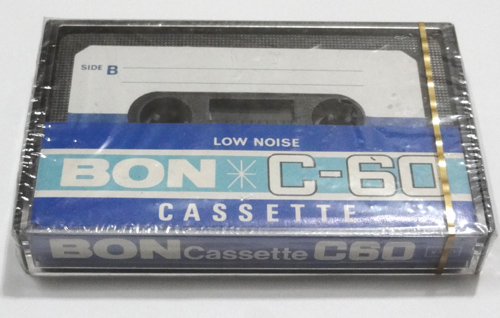 SIDE B
LOW NOISE
BON * C-60
CASSETTE
BON Cassette C60